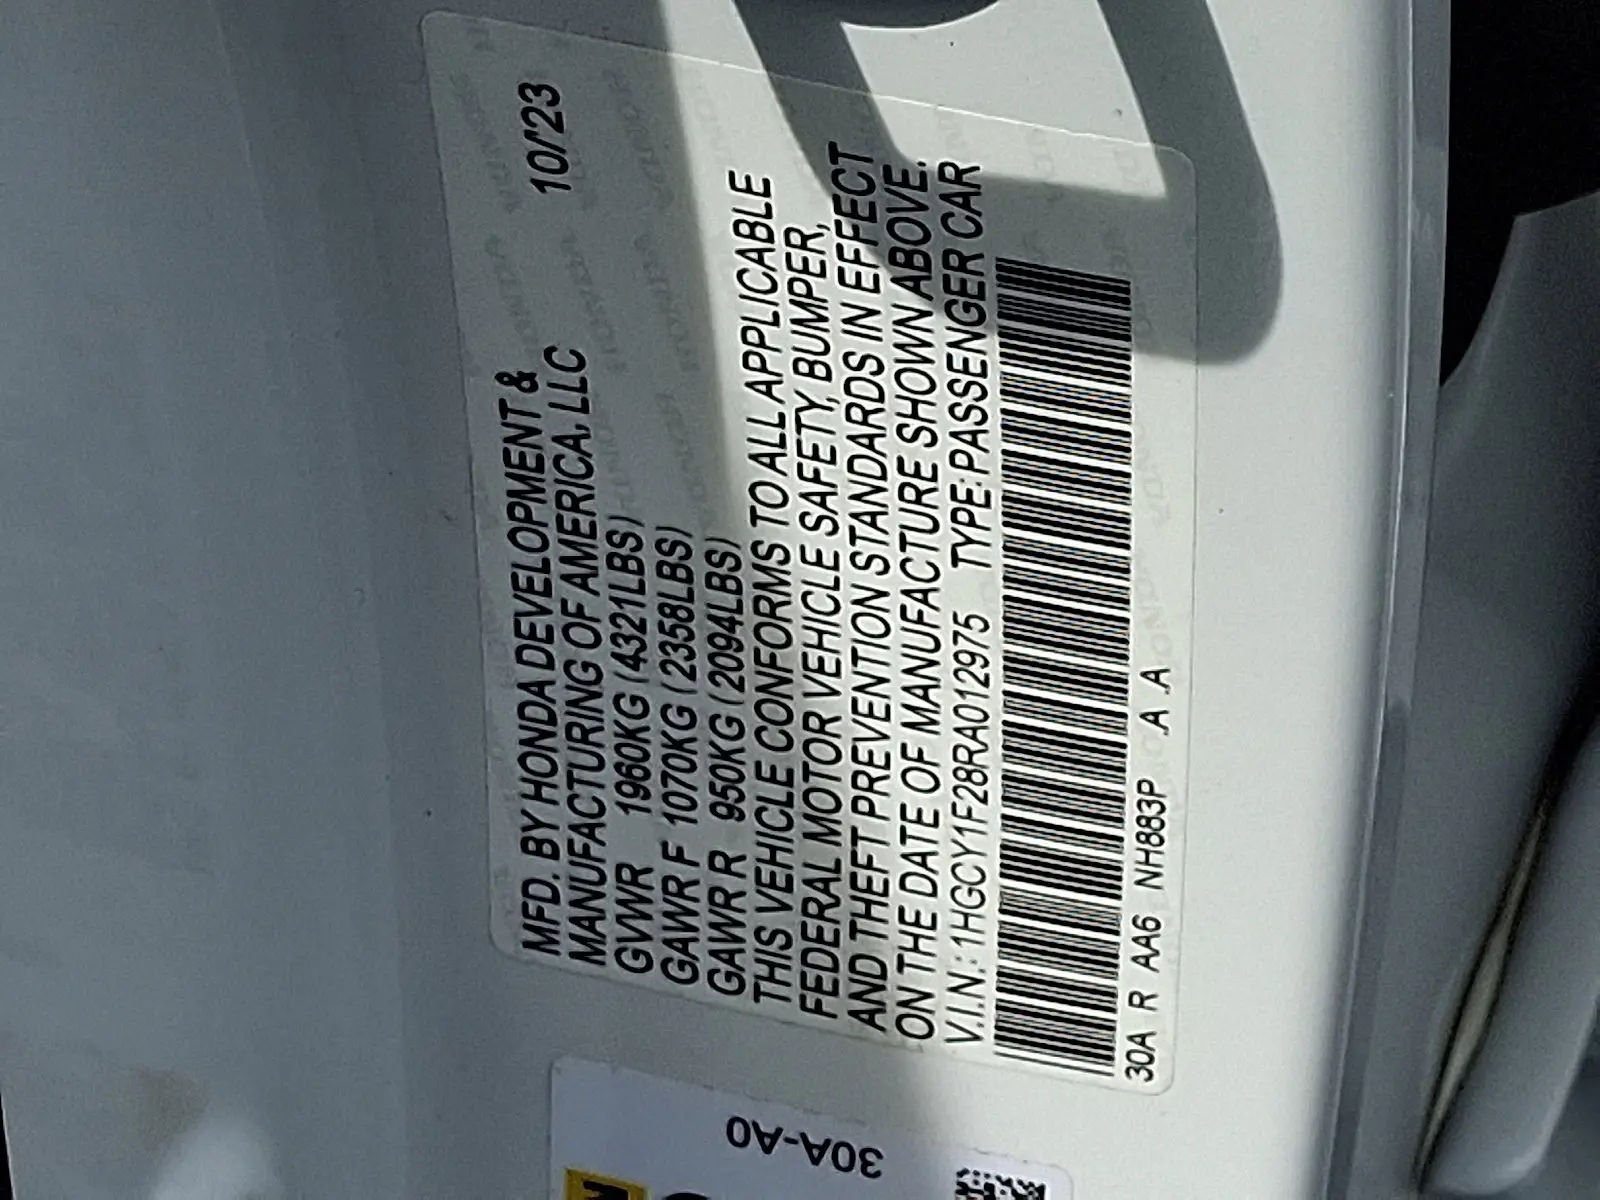 MFD. BY HONDA DEVELOPMENT & 10/23
MANUFACTURING OF AMERICA, LLC
GVWR 1960KG (4321LBS)
GAWR F 1070KG (2358LBS)
GAWR R 950KG (2094LBS)
THIS VEHICLE CONFORMS TO ALL APPLICABLE
FEDERAL MOTOR VEHICLE SAFETY, BUMPER,
AND THEFT PREVENTION STANDARDS IN EFFECT
ON THE DATE OF MANUFACTURE SHOWN ABOVE.
V.I.N.: 1HGCY1F28RA012975 TYPE: PASSENGER CAR
30A R AA6 NH883P A A
30A-A0